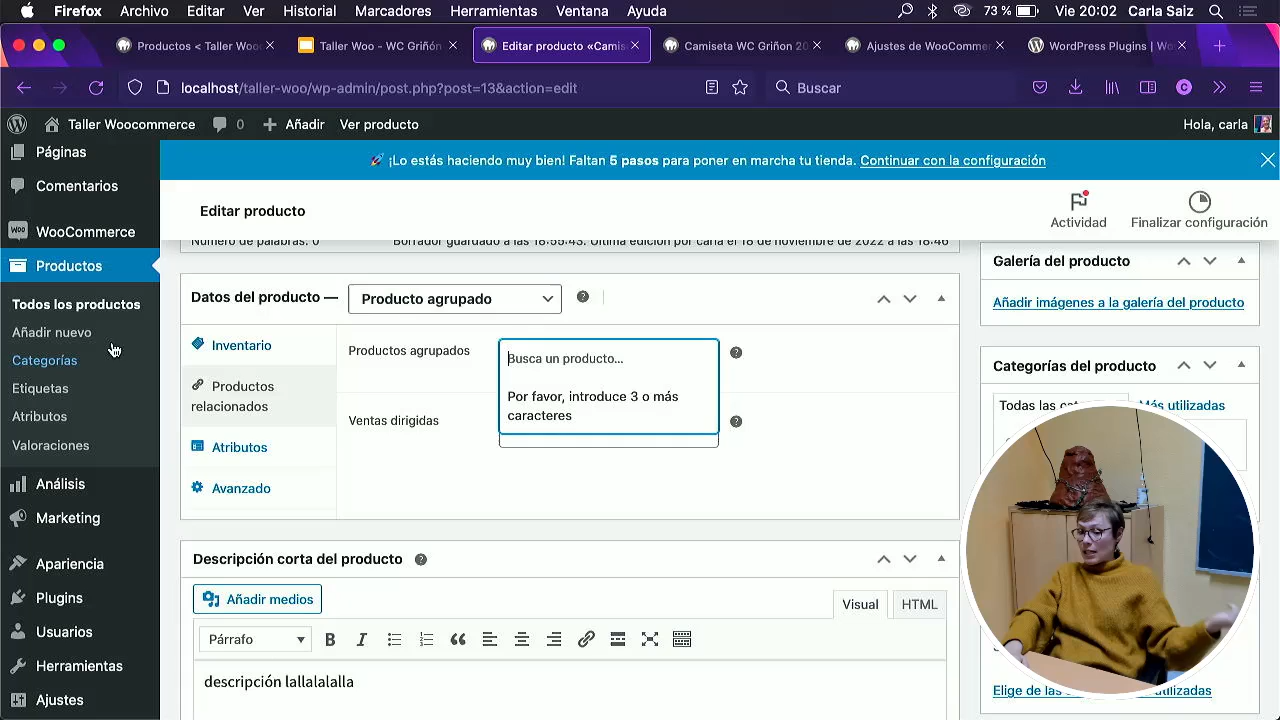 Firefox Archivo Editar Ver Historial Marcadores Herramientas Ventana Ayuda 73 % Vie 20:02 Carla Saiz
Productos < Taller Woo Taller Woo - WC Griñón Editar producto «Camis Camiseta WC Griñon 20 Ajustes de WooCommer WordPress Plugins | Wo
localhost/taller-woo/wp-admin/post.php?post=13&action=edit Buscar
Taller Woocommerce 0 Añadir Ver producto Hola, carla
Páginas
Comentarios
WooCommerce
Productos
Todos los productos
Añadir nuevo
Categorías
Etiquetas
Atributos
Valoraciones
Análisis
Marketing
Apariencia
Plugins
Usuarios
Herramientas
Ajustes
¡Lo estás haciendo muy bien! Faltan 5 pasos para poner en marcha tu tienda. Continuar con la configuración
Editar producto
Actividad Finalizar configuración
Número de palabras: 0 Borrador guardado a las 18:55:43. Última edición por carla el 18 de noviembre de 2022 a las 18:46
Datos del producto — Producto agrupado
Inventario
Productos relacionados
Atributos
Avanzado
Productos agrupados Busca un producto...
Por favor, introduce 3 o más
caracteres
Ventas dirigidas
Descripción corta del producto
Añadir medios
Visual HTML
Párrafo
descripción lallalalalla
Galería del producto
Añadir imágenes a la galería del producto
Categorías del producto
Todas las Más utilizadas
Elige de las utilizadas